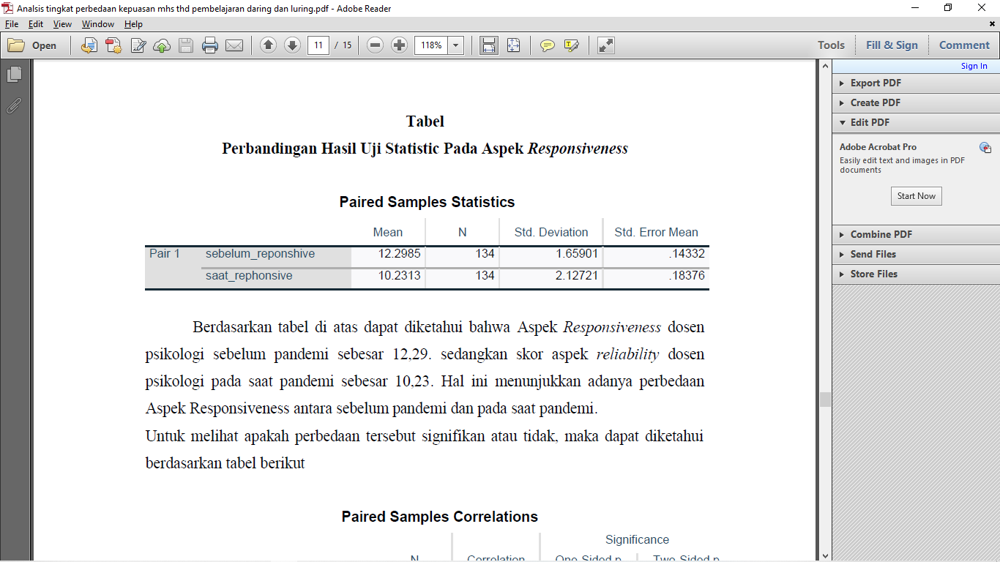 Analsis tingkat perbedaan kepuasan mhs thd pembelajaran daring dan luring.pdf - Adobe Reader
File Edit View Window Help
Open 11 / 15 118% Tools Fill & Sign Comment
Sign In
Export PDF
Create PDF
Edit PDF
Adobe Acrobat Pro
Easily edit text and images in PDF
documents
Start Now
Combine PDF
Send Files
Store Files
Tabel
Perbandingan Hasil Uji Statistic Pada Aspek Responsiveness
Paired Samples Statistics
Mean N Std. Deviation Std. Error Mean
Pair 1 sebelum_reponshive 12.2985 134 1.65901 .14332
saat_rephonsive 10.2313 134 2.12721 .18376
Berdasarkan tabel di atas dapat diketahui bahwa Aspek Responsiveness dosen
psikologi sebelum pandemi sebesar 12,29. sedangkan skor aspek reliability dosen
psikologi pada saat pandemi sebesar 10,23. Hal ini menunjukkan adanya perbedaan
Aspek Responsiveness antara sebelum pandemi dan pada saat pandemi.
Untuk melihat apakah perbedaan tersebut signifikan atau tidak, maka dapat diketahui
berdasarkan tabel berikut
Paired Samples Correlations
Significance
N Correlation One-Sided p Two-Sided p